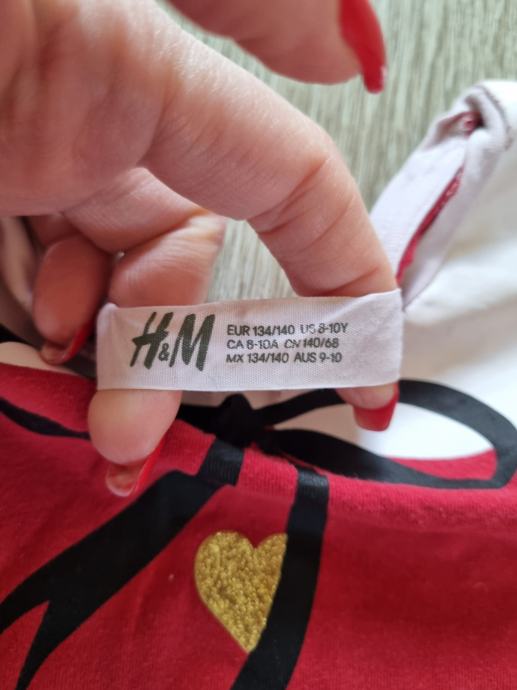 H&M
EUR 134/140 US 8-10Y
CA 8-10A CN 140/68
MX 134/140 AUS 9-10